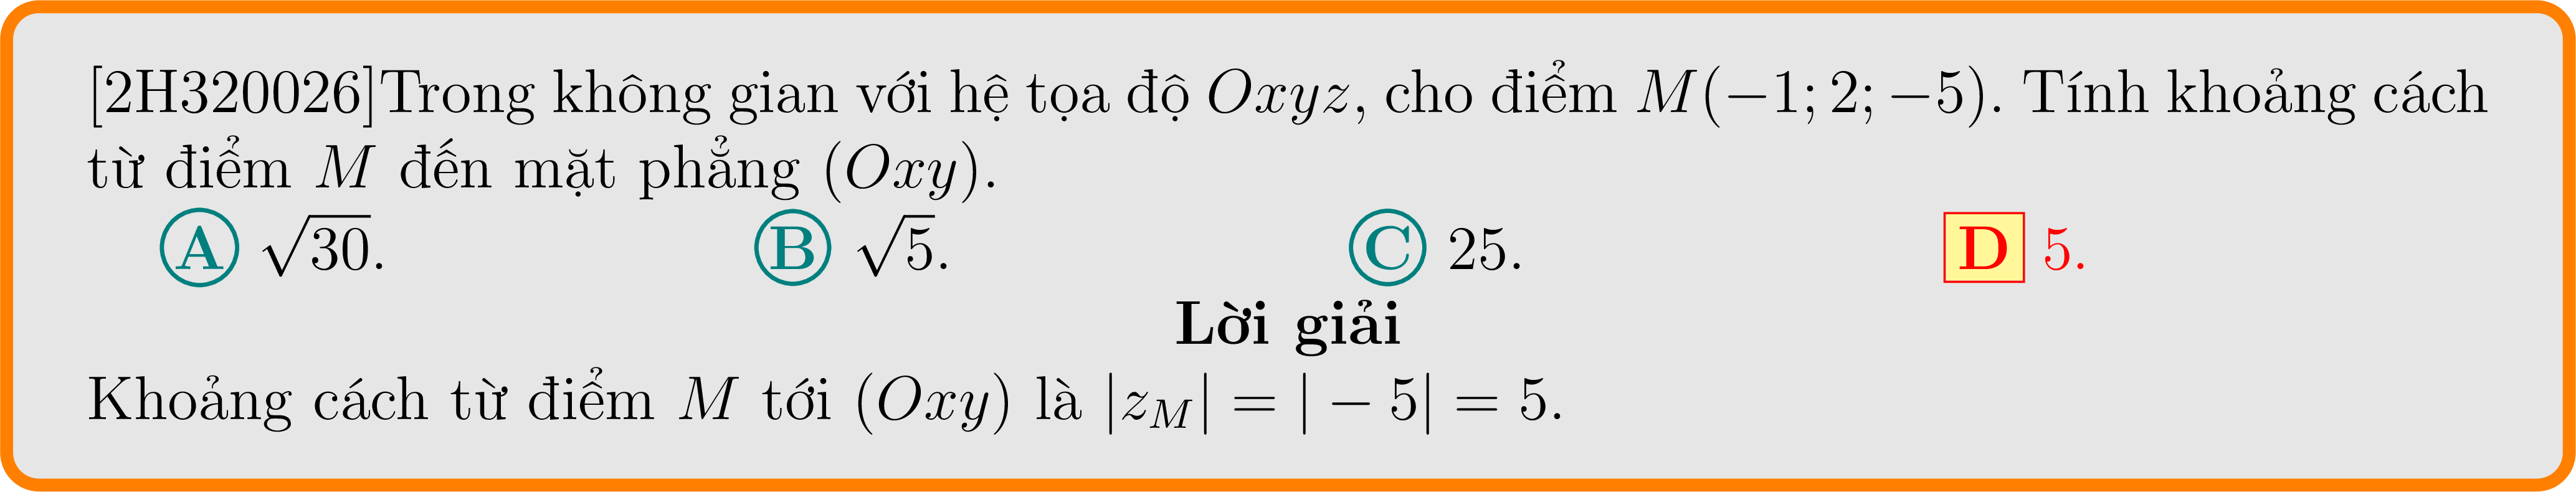 [2H320026]Trong không gian với hệ tọa độ Oxyz, cho điểm M(−1; 2; −5). Tính khoảng cách
từ điểm M đến mặt phẳng (Oxy).
A √30. B √5. C 25. D 5.
Lời giải
Khoảng cách từ điểm M tới (Oxy) là |z_M| = | − 5| = 5.